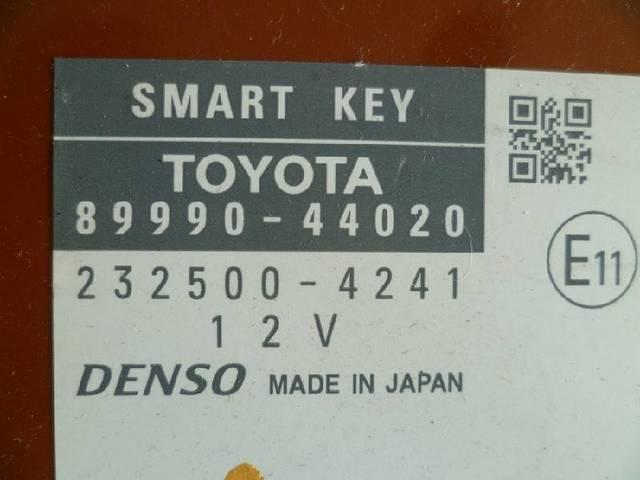 SMART KEY
TOYOTA
89990-44020
232500-4241
12V
DENSO MADE IN JAPAN
E11